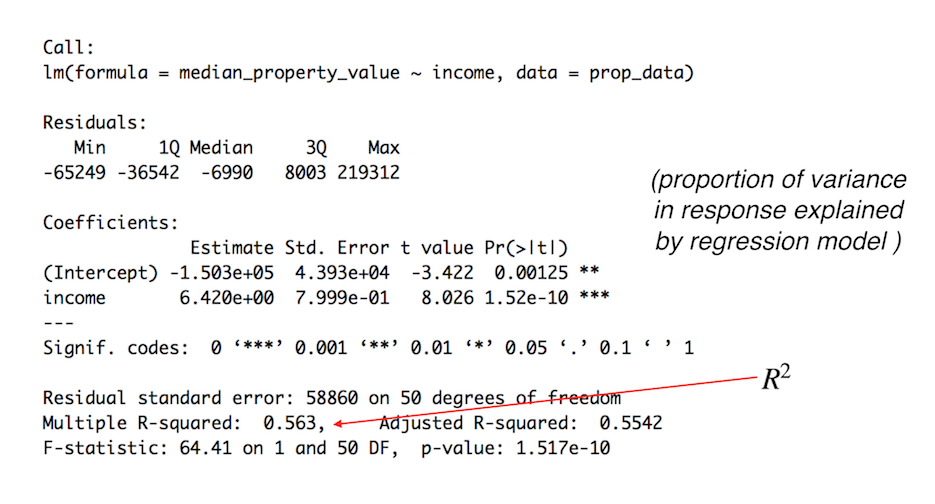 Call:
lm(formula = median_property_value ~ income, data = prop_data)
Residuals:
Min 1Q Median 3Q Max
-65249 -36542 -6990 8003 219312
(proportion of variance
in response explained
by regression model )
Coefficients:
Estimate Std. Error t value Pr(>|t|)
(Intercept) -1.503e+05 4.393e+04 -3.422 0.00125 **
income 6.420e+00 7.999e-01 8.026 1.52e-10 ***
---
Signif. codes: 0 ‘***’ 0.001 ‘**’ 0.01 ‘*’ 0.05 ‘.’ 0.1 ‘ ’ 1
R²
Residual standard error: 58860 on 50 degrees of freedom
Multiple R-squared: 0.563, Adjusted R-squared: 0.5542
F-statistic: 64.41 on 1 and 50 DF, p-value: 1.517e-10